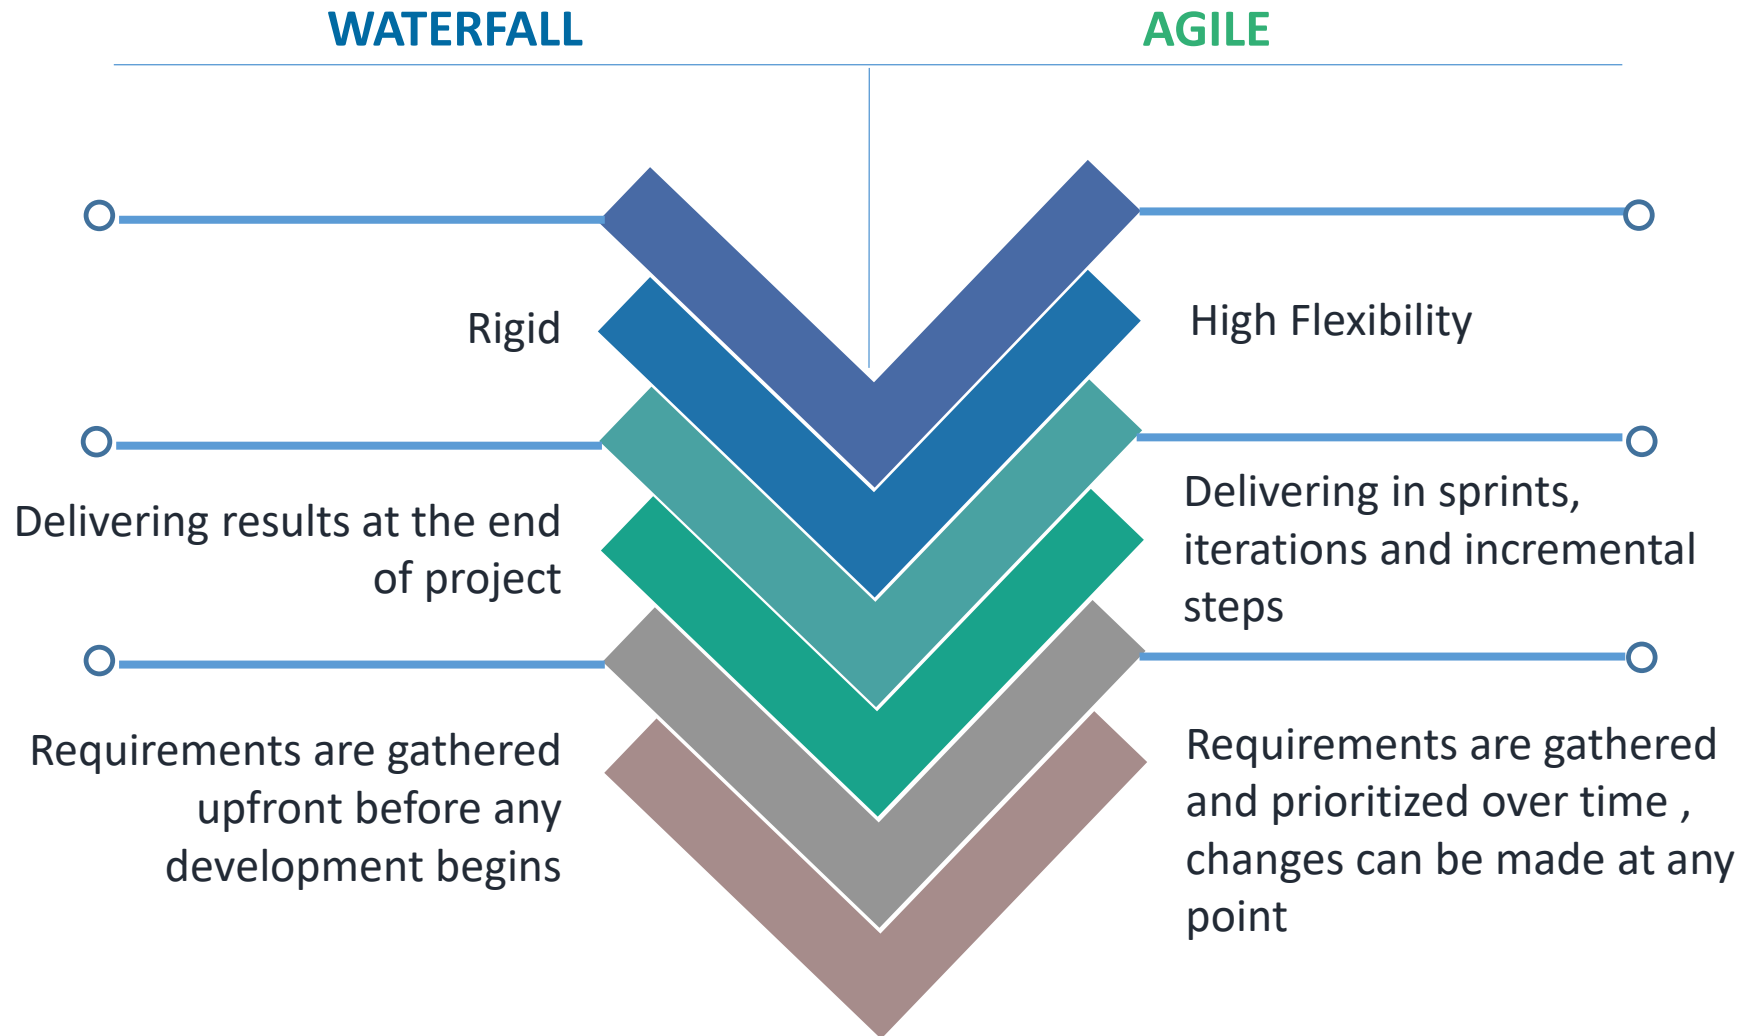 WATERFALL
AGILE
Rigid
High Flexibility
Delivering results at the end
of project
Delivering in sprints,
iterations and incremental
steps
Requirements are gathered
upfront before any
development begins
Requirements are gathered
and prioritized over time ,
changes can be made at any
point